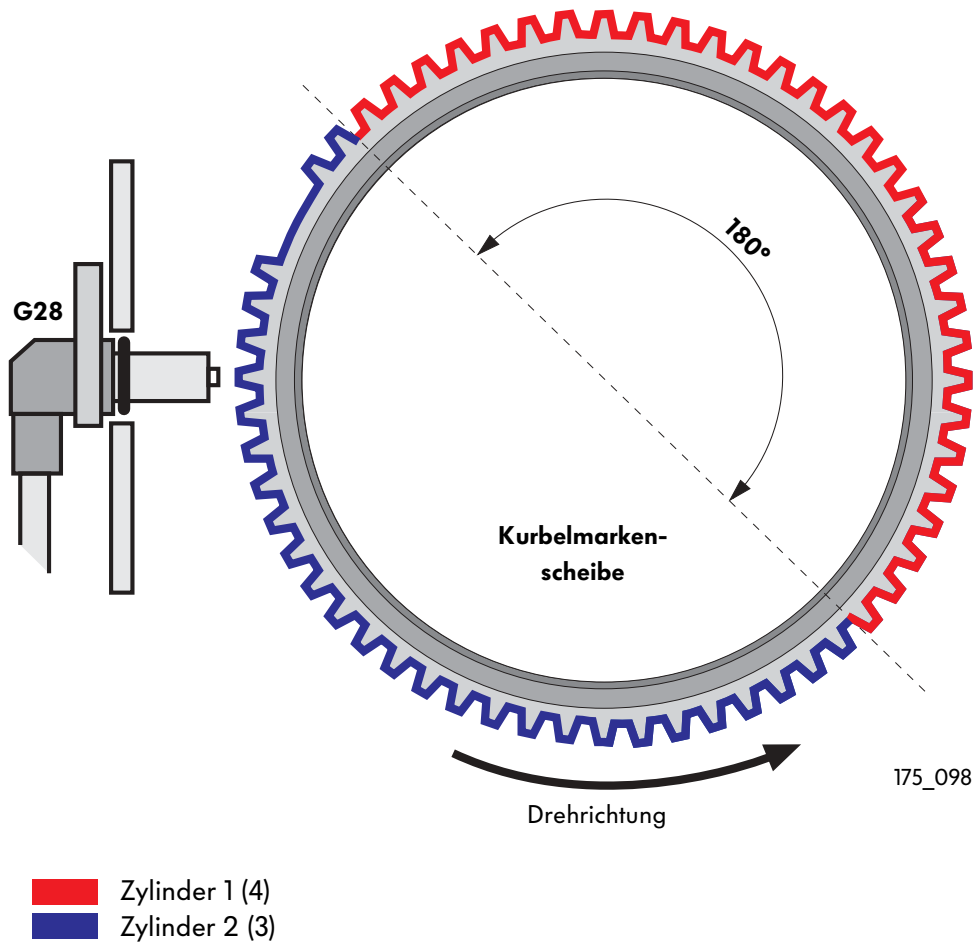 180°
G28
Kurbelmarken-
scheibe
175_098
Drehrichtung
Zylinder 1 (4)
Zylinder 2 (3)